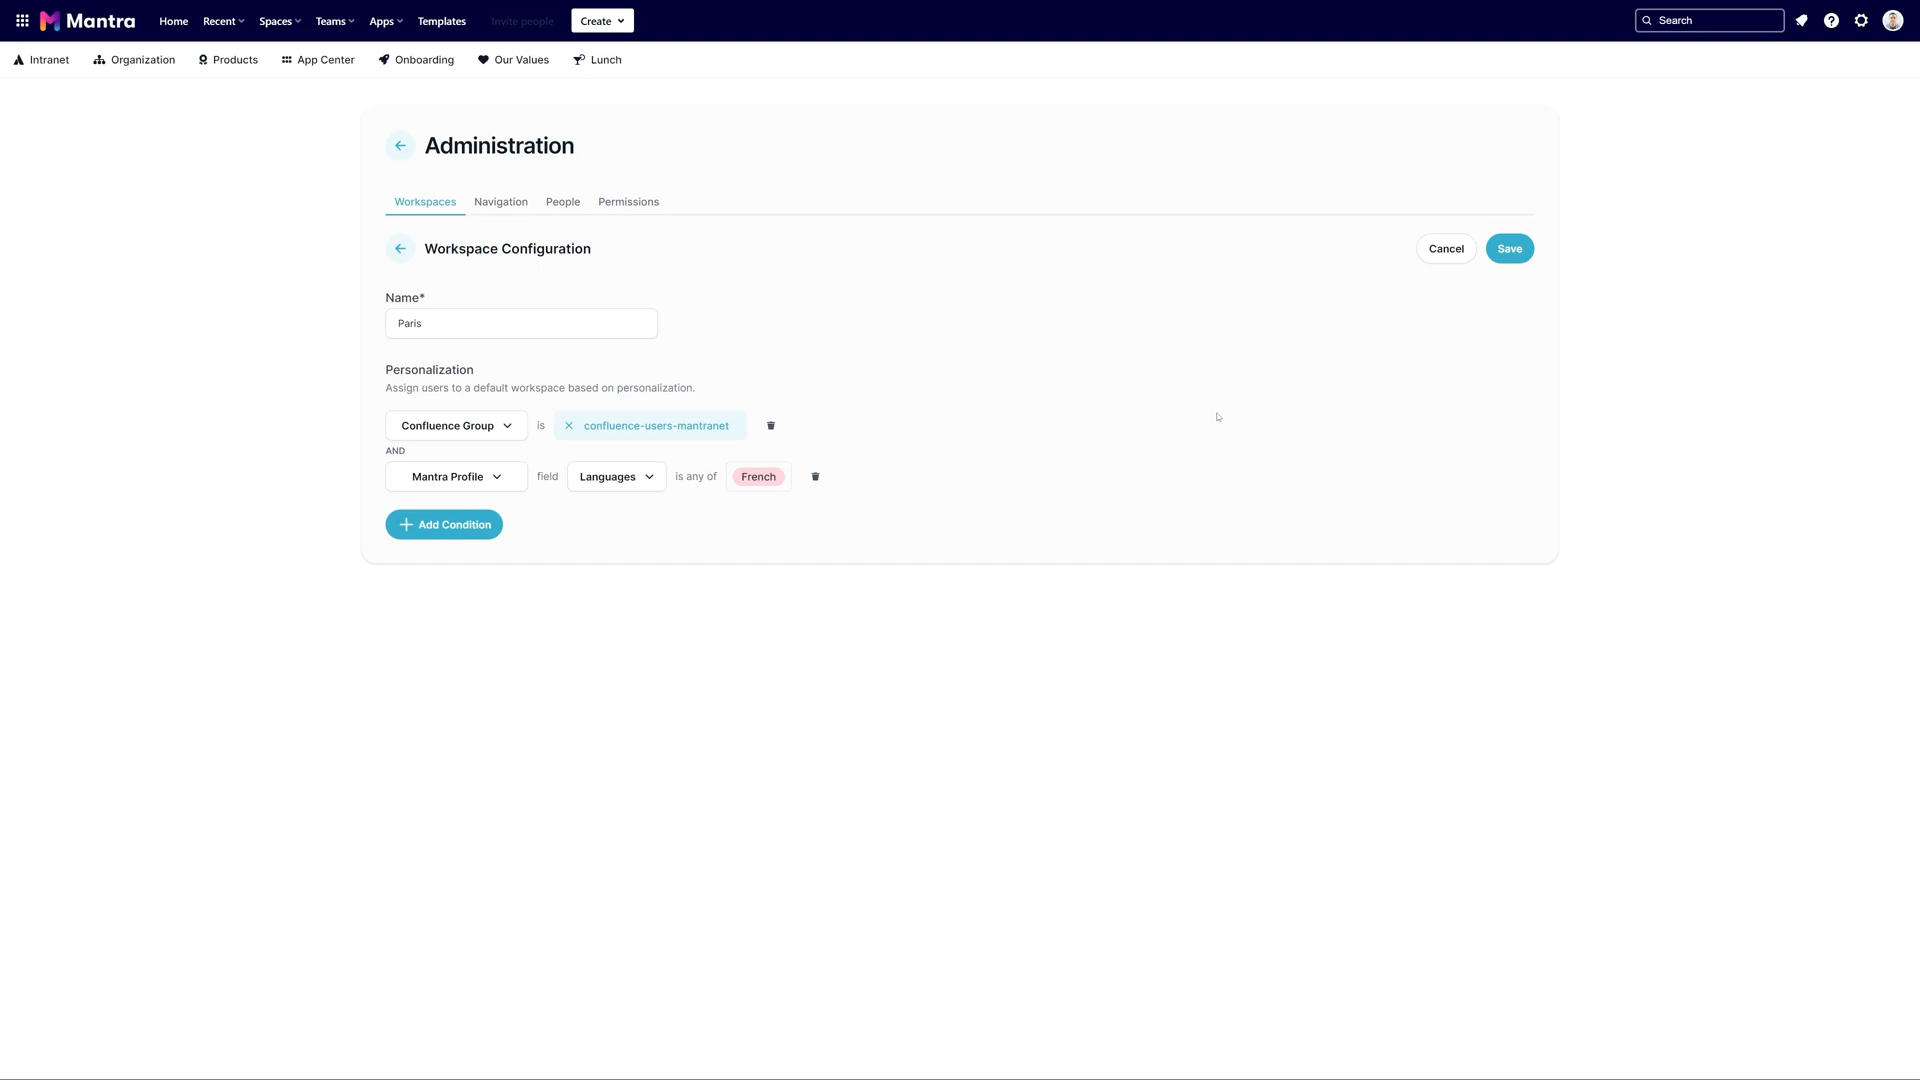 Mantra Home Recent Spaces Teams Apps Templates Invite people Create Search
Intranet Organization Products App Center Onboarding Our Values Lunch
Administration
Workspaces Navigation People Permissions
Workspace Configuration Cancel Save
Name*
Paris
Personalization
Assign users to a default workspace based on personalization.
Confluence Group is confluence-users-mantranet
AND
Mantra Profile field Languages is any of French
Add Condition